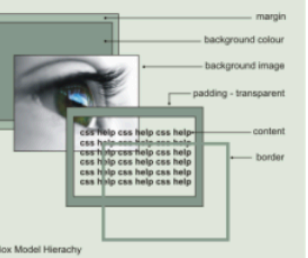 margin
background colour
background image
padding - transparent
content
css help css help css help
css help css help css help
css help css help css help
css help css help css help
css help css help css help
css help css help css help
border
ox Model Hierachy